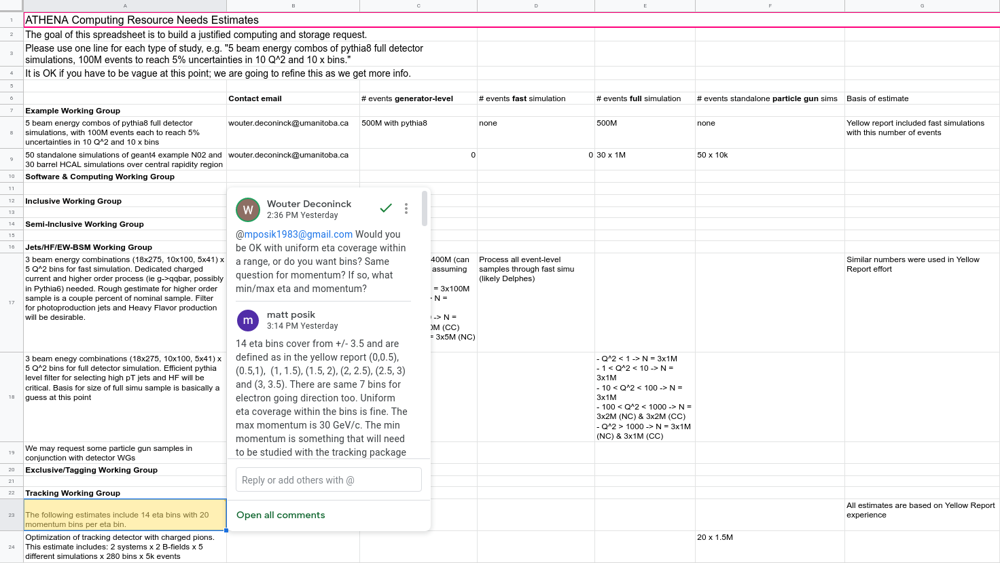 A B C D E F G
1 ATHENA Computing Resource Needs Estimates
2 The goal of this spreadsheet is to build a justified computing and storage request.
3 Please use one line for each type of study, e.g. "5 beam energy combos of pythia8 full detector
simulations, 100M events to reach 5% uncertainties in 10 Q^2 and 10 x bins."
4 It is OK if you have to be vague at this point; we are going to refine this as we get more info.
5
6 Contact email # events generator-level # events fast simulation # events full simulation # events standalone particle gun sims Basis of estimate
7 Example Working Group
8 5 beam energy combos of pythia8 full detector
simulations, with 100M events each to reach 5%
uncertainties in 10 Q^2 and 10 x bins
wouter.deconinck@umanitoba.ca 500M with pythia8 none 500M none
Yellow report included fast simulations
with this number of events
9 50 standalone simulations of geant4 example N02 and
30 barrel HCAL simulations over central rapidity region
wouter.deconinck@umanitoba.ca 0 0 30 x 1M 50 x 10k
10 Software & Computing Working Group
11
12 Inclusive Working Group
13
14 Semi-Inclusive Working Group
15
16 Jets/HF/EW-BSM Working Group
17 3 beam energy combinations (18x275, 10x100, 5x41) x
5 Q^2 bins for fast simulation. Dedicated charged
current and higher order process (ie g->qqbar, possibly
in Pythia6) needed. Rough gestimate for higher order
sample is a couple percent of nominal sample. Filter
for photoproduction jets and Heavy Flavor production
will be desirable.
400M (can
assuming
= 3x100M
N =
-> N =
M (CC)
= 3x5M (NC)
Process all event-level
samples through fast simu
(likely Delphes)
Similar numbers were used in Yellow
Report effort
18 3 beam enegy combinations (18x275, 10x100, 5x41) x
5 Q^2 bins for full detector simulation. Efficient pythia
level filter for selecting high pT jets and HF will be
critical. Basis for size of full simu sample is basically a
guess at this point
- Q^2 < 1 -> N = 3x1M
- 1 < Q^2 < 10 -> N =
3x1M
- 10 < Q^2 < 100 -> N =
3x1M
- 100 < Q^2 < 1000 -> N =
3x2M (NC) & 3x2M (CC)
- Q^2 > 1000 -> N = 3x1M
(NC) & 3x1M (CC)
19 We may request some particle gun samples in
conjunction with detector WGs
20 Exclusive/Tagging Working Group
21
22 Tracking Working Group
23 The following estimates include 14 eta bins with 20
momentum bins per eta bin.
All estimates are based on Yellow Report
experience
24 Optimization of tracking detector with charged pions.
This estimate includes: 2 systems x 2 B-fields x 5
different simulations x 280 bins x 5k events
20 x 1.5M
W
Wouter Deconinck
2:36 PM Yesterday
@mposik1983@gmail.com Would you
be OK with uniform eta coverage within
a range, or do you want bins? Same
question for momentum? If so, what
min/max eta and momentum?
m
matt posik
3:14 PM Yesterday
14 eta bins cover from +/- 3.5 and are
defined as in the yellow report (0,0.5),
(0.5,1), (1, 1.5), (1.5, 2), (2, 2.5), (2.5, 3)
and (3, 3.5). There are same 7 bins for
electron going direction too. Uniform
eta coverage within the bins is fine. The
max momentum is 30 GeV/c. The min
momentum is something that will need
to be studied with the tracking package
Reply or add others with @
Open all comments